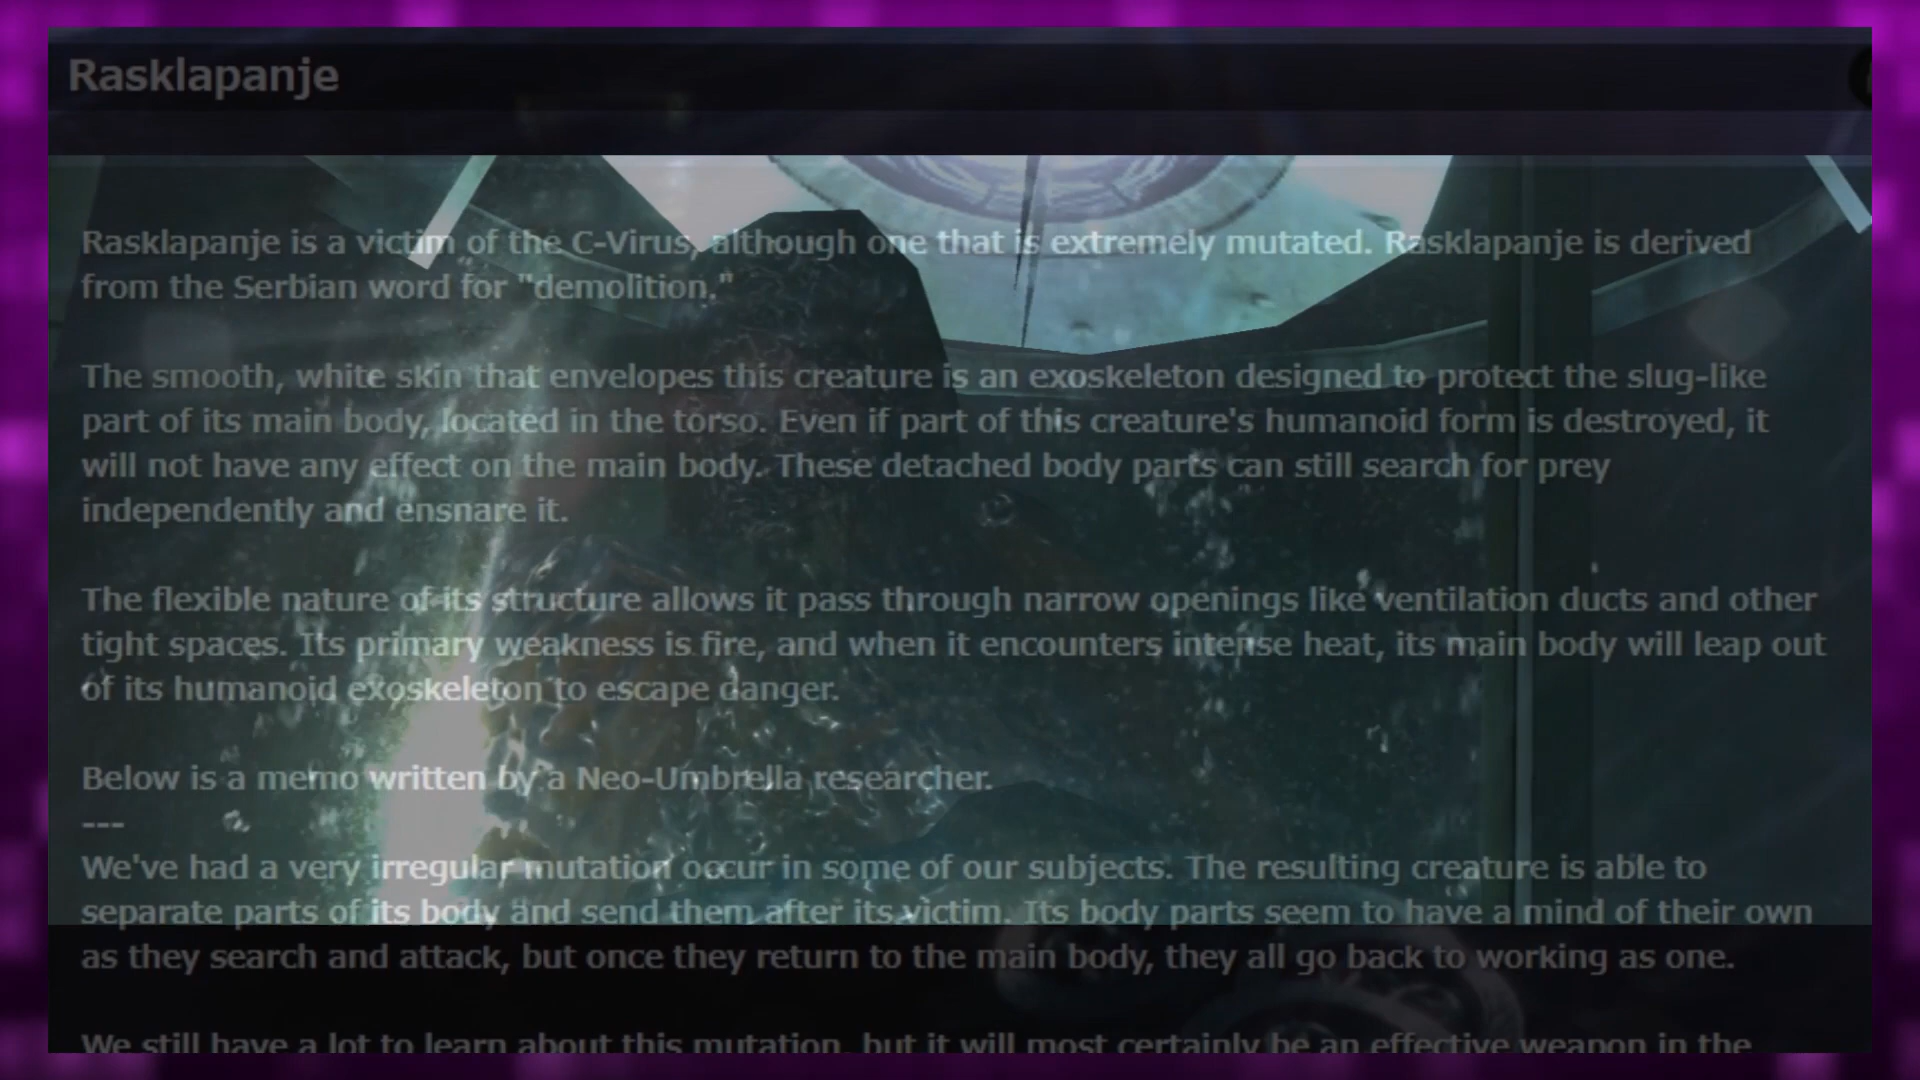 Rasklapanje
Rasklapanje is a victim of the C-Virus, although one that is extremely mutated. Rasklapanje is derived
from the Serbian word for "demolition."
The smooth, white skin that envelopes this creature is an exoskeleton designed to protect the slug-like
part of its main body, located in the torso. Even if part of this creature's humanoid form is destroyed, it
will not have any effect on the main body. These detached body parts can still search for prey
independently and ensnare it.
The flexible nature of its structure allows it pass through narrow openings like ventilation ducts and other
tight spaces. Its primary weakness is fire, and when it encounters intense heat, its main body will leap out
of its humanoid exoskeleton to escape danger.
Below is a memo written by a Neo-Umbrella researcher.
---
We've had a very irregular mutation occur in some of our subjects. The resulting creature is able to
separate parts of its body and send them after its victim. Its body parts seem to have a mind of their own
as they search and attack, but once they return to the main body, they all go back to working as one.
We still have a lot to learn about this mutation, but it will most certainly be an effective weapon in the